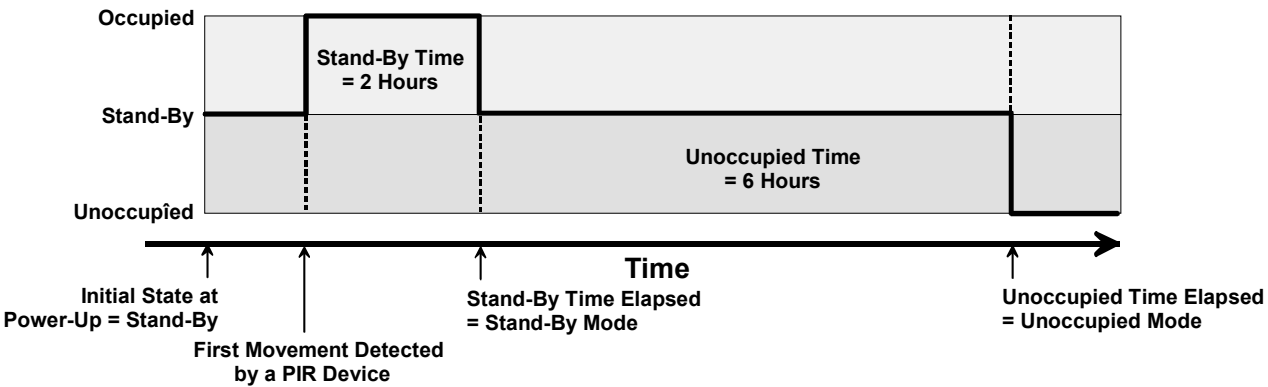 Occupied
Stand-By Time
= 2 Hours
Stand-By
Unoccupied Time
= 6 Hours
Unoccupîed
Time
Initial State at
Power-Up = Stand-By
First Movement Detected
by a PIR Device
Stand-By Time Elapsed
= Stand-By Mode
Unoccupied Time Elapsed
= Unoccupied Mode